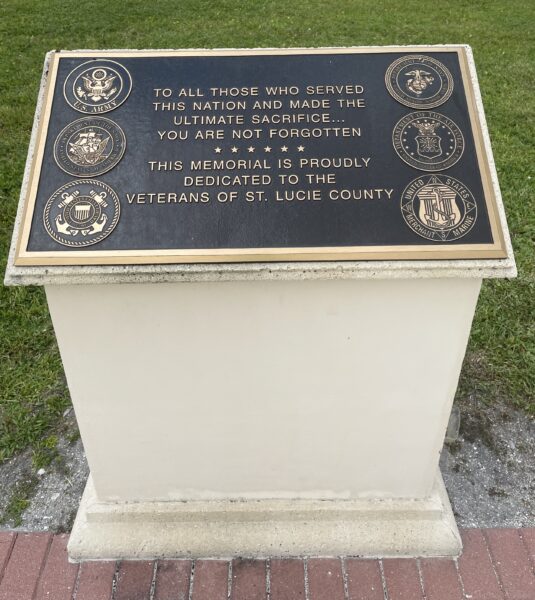 U.S. ARMY
TO ALL THOSE WHO SERVED
THIS NATION AND MADE THE
ULTIMATE SACRIFICE...
YOU ARE NOT FORGOTTEN
★ ★ ★ ★ ★ ★
THIS MEMORIAL IS PROUDLY
DEDICATED TO THE
VETERANS OF ST. LUCIE COUNTY
UNITED STATES
MERCHANT MARINE